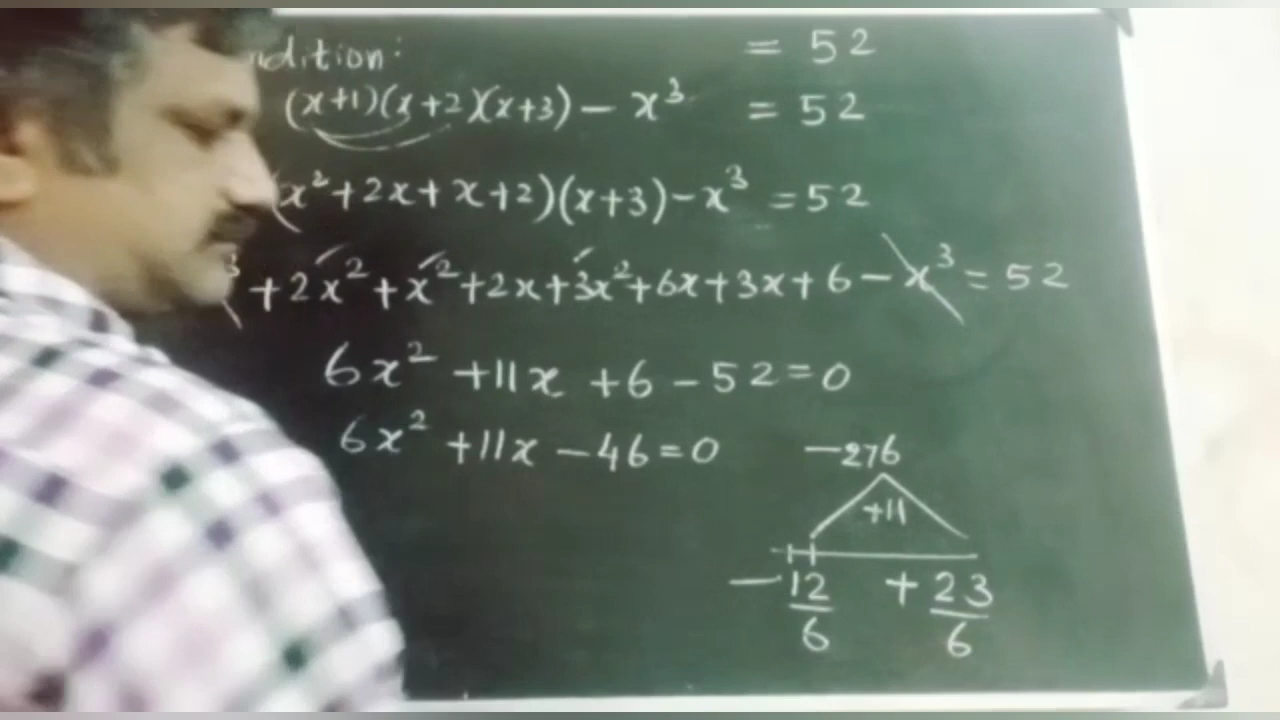 ndition: = 52
(x+1)(x+2)(x+3) - x³ = 52
(x²+2x+x+2)(x+3)-x³ =52
³ +2x²+x²+2x+3x²+6x+3x+6-x³=52
6x² +11x +6-52=0
6x² +11x -46=0
-276
+11
-12/6 +23/6